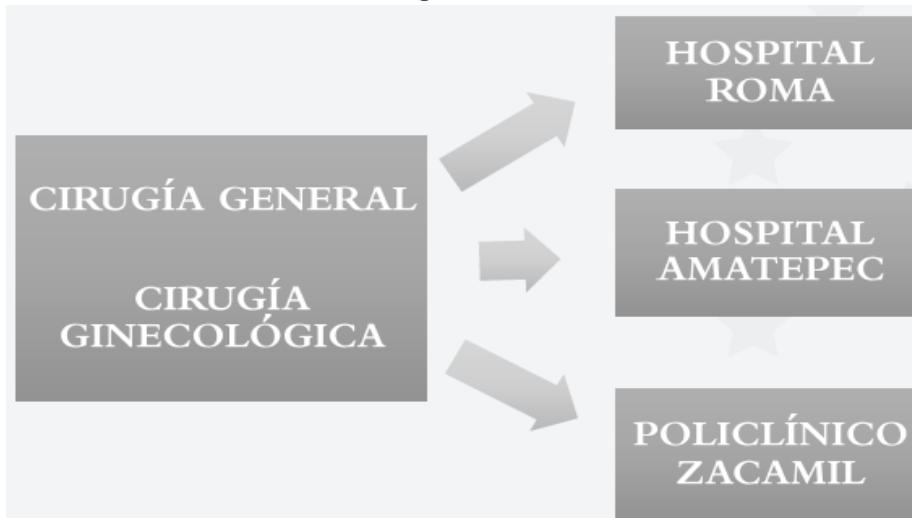 CIRUGÍA GENERAL
CIRUGÍA
GINECOLÓGICA
HOSPITAL
ROMA
HOSPITAL
AMATEPEC
POLICLÍNICO
ZACAMIL